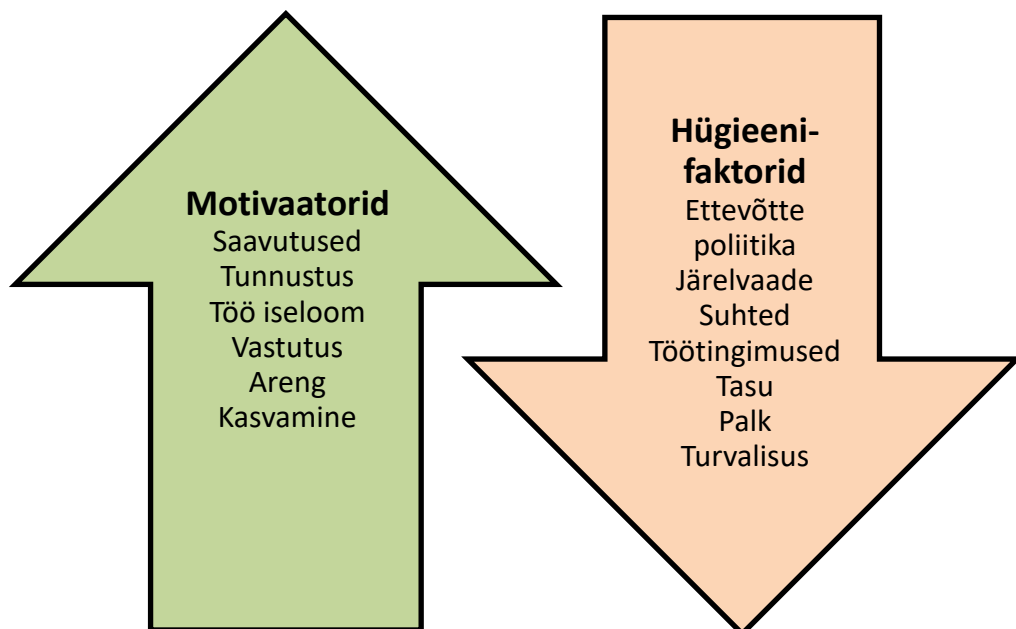 Motivaatorid
Saavutused
Tunnustus
Töö iseloom
Vastutus
Areng
Kasvamine
Hügieeni-
faktorid
Ettevõtte
poliitika
Järelvaade
Suhted
Töötingimused
Tasu
Palk
Turvalisus